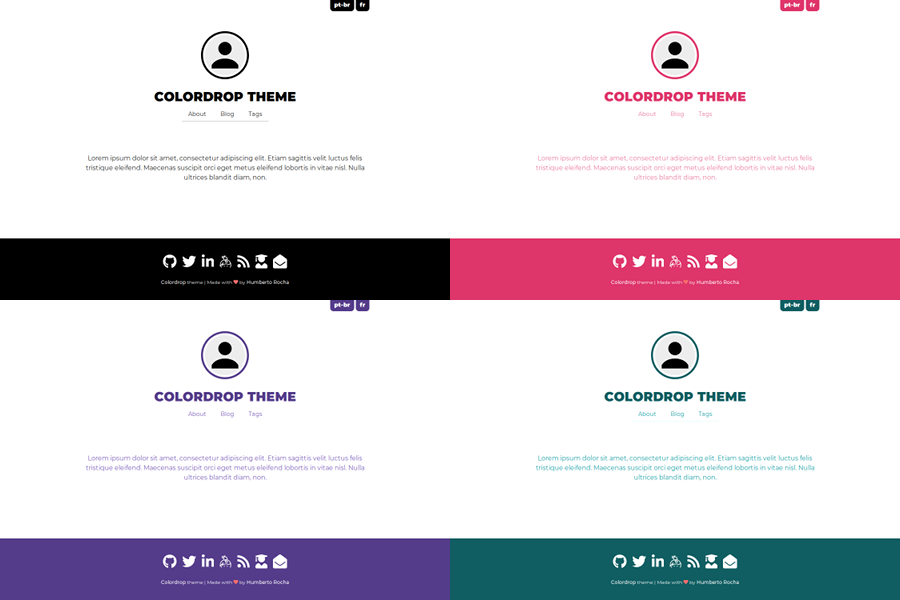 pt-br fr
COLORDROP THEME
About Blog Tags
Lorem ipsum dolor sit amet, consectetur adipiscing elit. Etiam sagittis velit luctus felis
tristique eleifend. Maecenas suscipit orci eget metus eleifend lobortis in vitae nisl. Nulla
ultrices blandit diam, non.
Colordrop theme | Made with ❤ by Humberto Rocha
pt-br fr
COLORDROP THEME
About Blog Tags
Lorem ipsum dolor sit amet, consectetur adipiscing elit. Etiam sagittis velit luctus felis
tristique eleifend. Maecenas suscipit orci eget metus eleifend lobortis in vitae nisl. Nulla
ultrices blandit diam, non.
Colordrop theme | Made with ❤ by Humberto Rocha
pt-br fr
COLORDROP THEME
About Blog Tags
Lorem ipsum dolor sit amet, consectetur adipiscing elit. Etiam sagittis velit luctus felis
tristique eleifend. Maecenas suscipit orci eget metus eleifend lobortis in vitae nisl. Nulla
ultrices blandit diam, non.
Colordrop theme | Made with ❤ by Humberto Rocha
pt-br fr
COLORDROP THEME
About Blog Tags
Lorem ipsum dolor sit amet, consectetur adipiscing elit. Etiam sagittis velit luctus felis
tristique eleifend. Maecenas suscipit orci eget metus eleifend lobortis in vitae nisl. Nulla
ultrices blandit diam, non.
Colordrop theme | Made with ❤ by Humberto Rocha